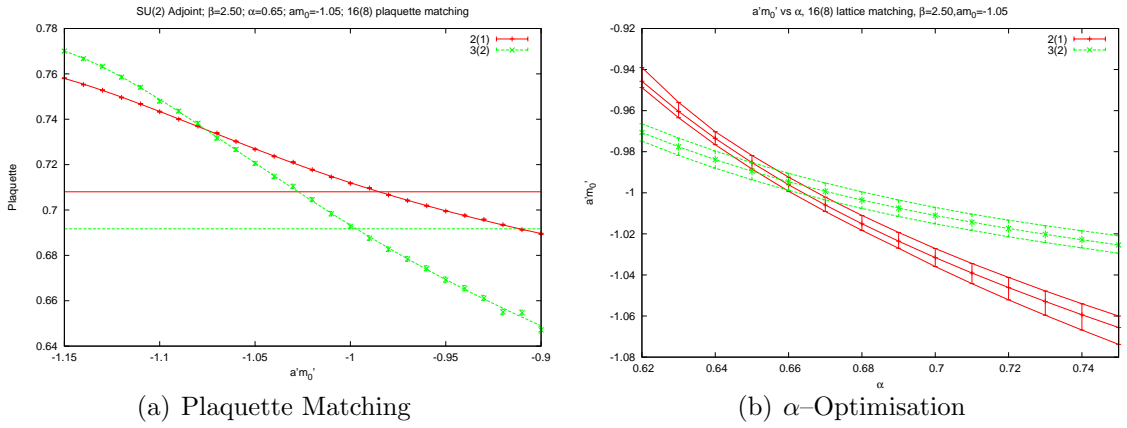 SU(2) Adjoint; β=2.50; α=0.65; am₀=-1.05; 16(8) plaquette matching
0.78
0.76
0.74
0.72
0.7
0.68
0.66
0.64
Plaquette
2(1)
3(2)
-1.15 -1.1 -1.05 -1 -0.95 -0.9
a'm₀'
(a) Plaquette Matching
a'm₀' vs α, 16(8) lattice matching, β=2.50,am₀=-1.05
-0.92
-0.94
-0.96
-0.98
-1
-1.02
-1.04
-1.06
-1.08
a'm₀'
2(1)
3(2)
0.62 0.64 0.66 0.68 0.7 0.72 0.74
α
(b) α–Optimisation